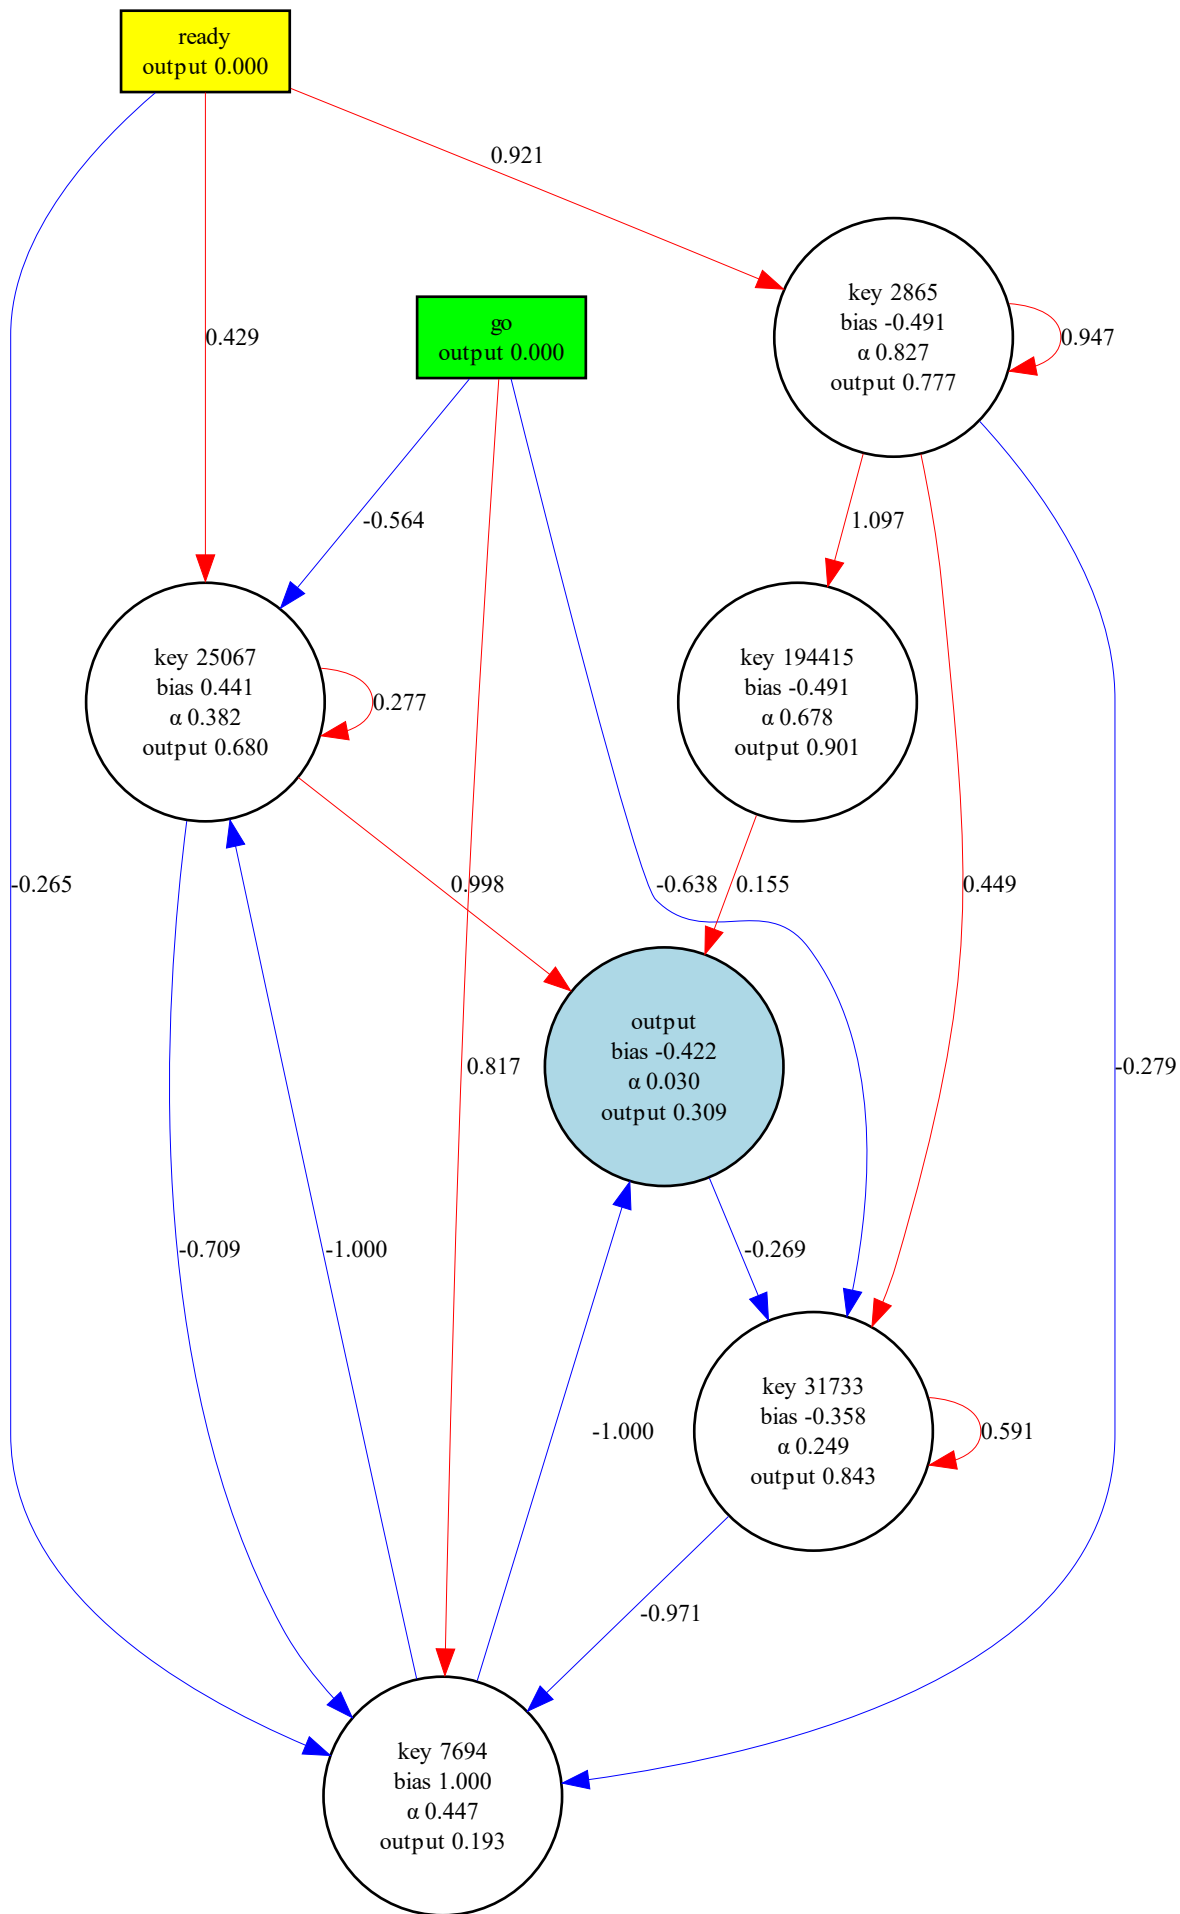 ready
output 0.000
0.921
key 2865
bias -0.491
α 0.827
output 0.777
0.947
go
output 0.000
0.429
-0.564
1.097
key 25067
bias 0.441
α 0.382
output 0.680
0.277
key 194415
bias -0.491
α 0.678
output 0.901
-0.265
0.998
-0.638
0.155
0.449
output
bias -0.422
α 0.030
output 0.309
0.817
-0.279
-0.709
-1.000
-0.269
-1.000
key 31733
bias -0.358
α 0.249
output 0.843
0.591
-0.971
key 7694
bias 1.000
α 0.447
output 0.193